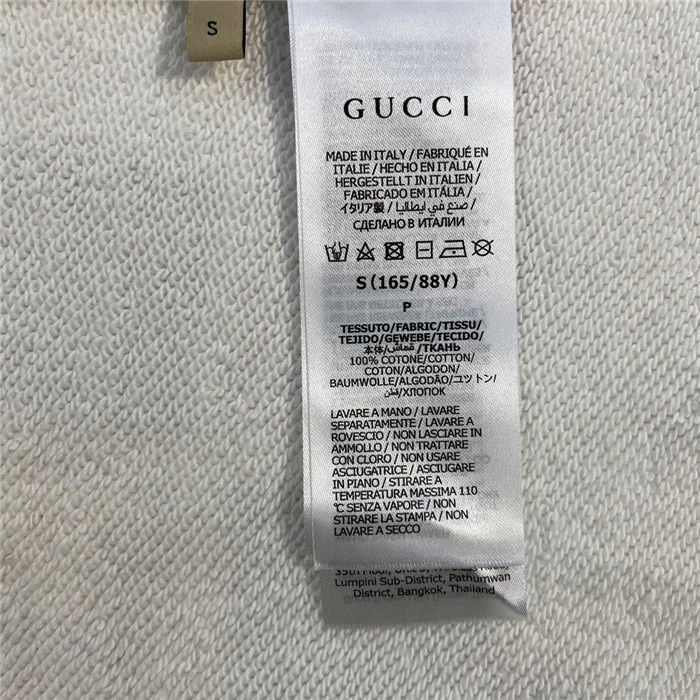 S
GUCCI
MADE IN ITALY / FABRIQUÉ EN
ITALIE / HECHO EN ITALIA /
HERGESTELLT IN ITALIEN /
FABRICADO EM ITÁLIA /
イタリア製 / صنع في إيطاليا /
СДЕЛАНО В ИТАЛИИ
S (165/88Y)
P
TESSUTO/FABRIC/TISSU/
TEJIDO/GEWEBE/TECIDO/
本体/قماش/ТКАНЬ
100% COTONE/COTTON/
COTON/ALGODON/
BAUMWOLLE/ALGODÃO/コットン/
قطن/ХЛОПОК
LAVARE A MANO / LAVARE
SEPARATAMENTE / LAVARE A
ROVESCIO / NON LASCIARE IN
AMMOLLO / NON TRATTARE
CON CLORO / NON USARE
ASCIUGATRICE / ASCIUGARE
IN PIANO / STIRARE A
TEMPERATURA MASSIMA 110
℃ SENZA VAPORE / NON
STIRARE LA STAMPA / NON
LAVARE A SECCO
35th Floor,
Lumpini Sub-District, Pathumwan
District, Bangkok, Thailand